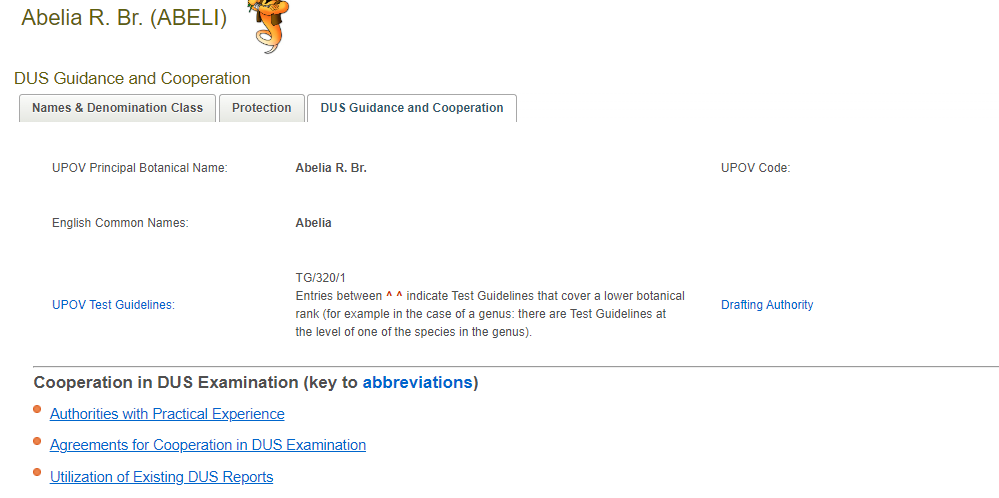 Abelia R. Br. (ABELI)
DUS Guidance and Cooperation
Names & Denomination Class Protection DUS Guidance and Cooperation
UPOV Principal Botanical Name: Abelia R. Br. UPOV Code:
English Common Names: Abelia
TG/320/1
Entries between ^ ^ indicate Test Guidelines that cover a lower botanical
UPOV Test Guidelines: rank (for example in the case of a genus: there are Test Guidelines at Drafting Authority
the level of one of the species in the genus).
Cooperation in DUS Examination (key to abbreviations)
Authorities with Practical Experience
Agreements for Cooperation in DUS Examination
Utilization of Existing DUS Reports